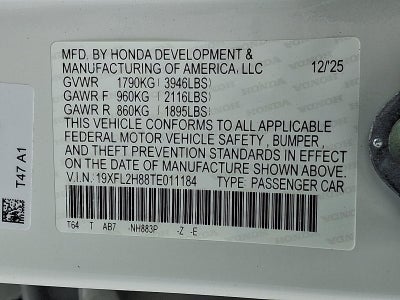 MFD. BY HONDA DEVELOPMENT &
MANUFACTURING OF AMERICA, LLC 12/'25
GVWR 1790KG (3946LBS)
GAWR F 960KG (2116LBS)
GAWR R 860KG (1895LBS)
THIS VEHICLE CONFORMS TO ALL APPLICABLE
FEDERAL MOTOR VEHICLE SAFETY, BUMPER,
AND THEFT PREVENTION STANDARDS IN EFFECT
ON THE DATE OF MANUFACTURE SHOWN ABOVE.
V.I.N. 19XFL2H88TE011184 TYPE: PASSENGER CAR
T64 T AB7 -NH883P -Z -E
T47 A1